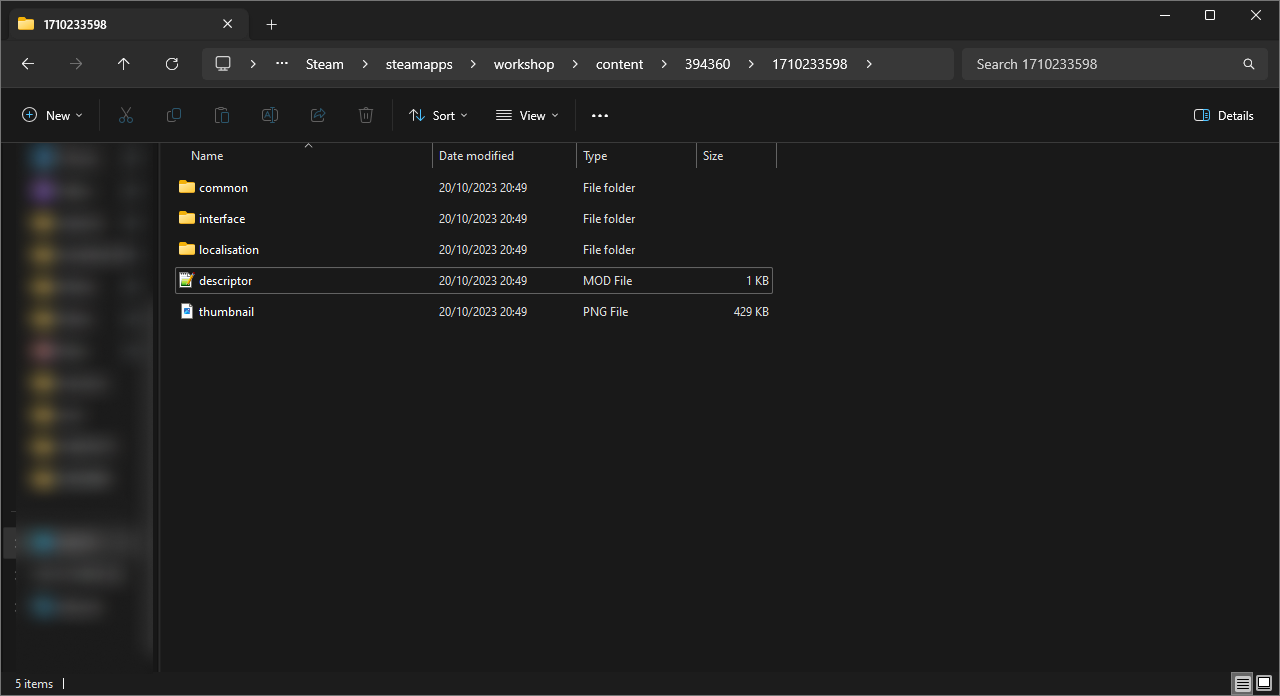 1710233598
Steam steamapps workshop content 394360 1710233598 Search 1710233598
New Sort View Details
Name Date modified Type Size
common 20/10/2023 20:49 File folder
interface 20/10/2023 20:49 File folder
localisation 20/10/2023 20:49 File folder
descriptor 20/10/2023 20:49 MOD File 1 KB
thumbnail 20/10/2023 20:49 PNG File 429 KB
5 items